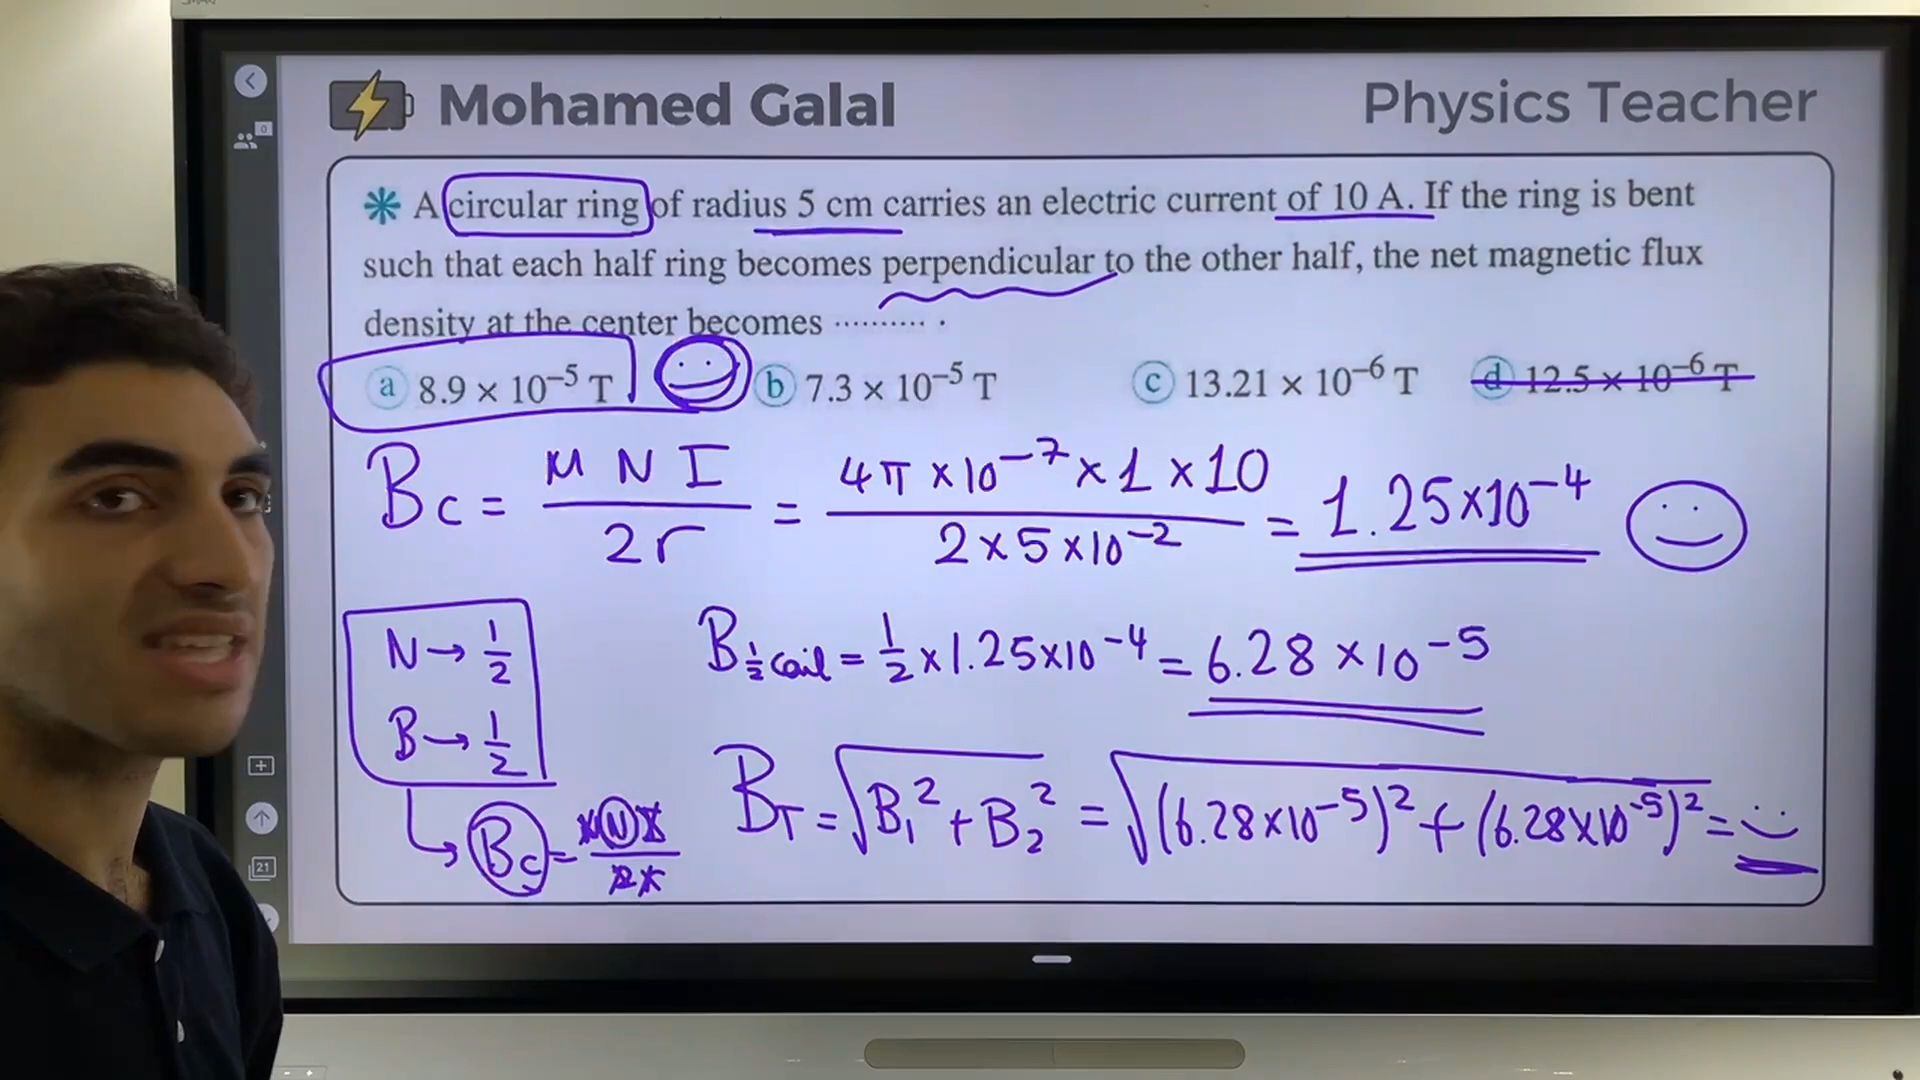 Mohamed Galal
Physics Teacher
A circular ring of radius 5 cm carries an electric current of 10 A. If the ring is bent
such that each half ring becomes perpendicular to the other half, the net magnetic flux
density at the center becomes .......... .
a 8.9 × 10⁻⁵ T
b 7.3 × 10⁻⁵ T
c 13.21 × 10⁻⁶ T
d 12.5 × 10⁻⁶ T
Bc = μ N I / 2r = 4π × 10⁻⁷ × 1 × 10 / 2 × 5 × 10⁻² = 1.25×10⁻⁴
N → 1/2
B → 1/2
B½ coil = 1/2 × 1.25×10⁻⁴ = 6.28 × 10⁻⁵
Bc = μNI / 2r
BT = √(B₁² + B₂²) = √((6.28×10⁻⁵)² + (6.28×10⁻⁵)²) =
0
21